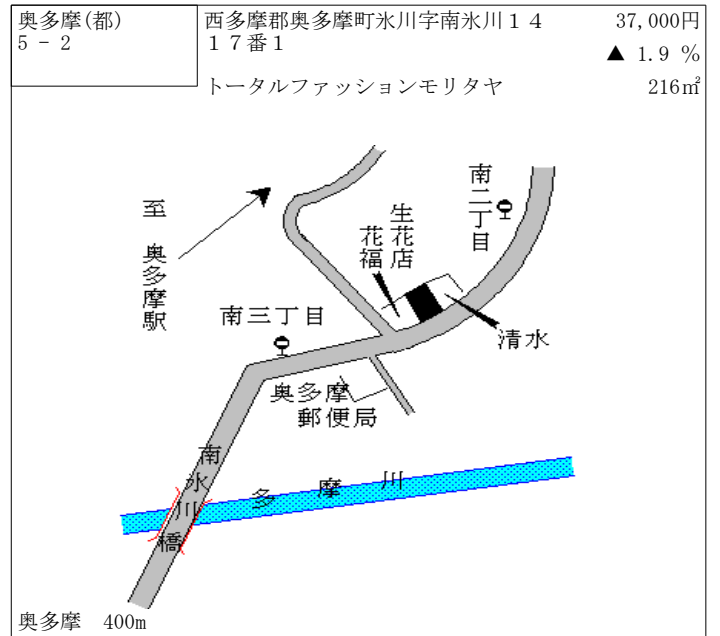 奥多摩(都)
5 - 2
西多摩郡奥多摩町氷川字南氷川１４
１７番１
37,000円
▲ 1.9 %
トータルファッションモリタヤ
216㎡
至 奥多摩駅
南二丁目
生花店
花福
南三丁目
清水
奥多摩
郵便局
南氷川橋
多摩川
奥多摩 400m